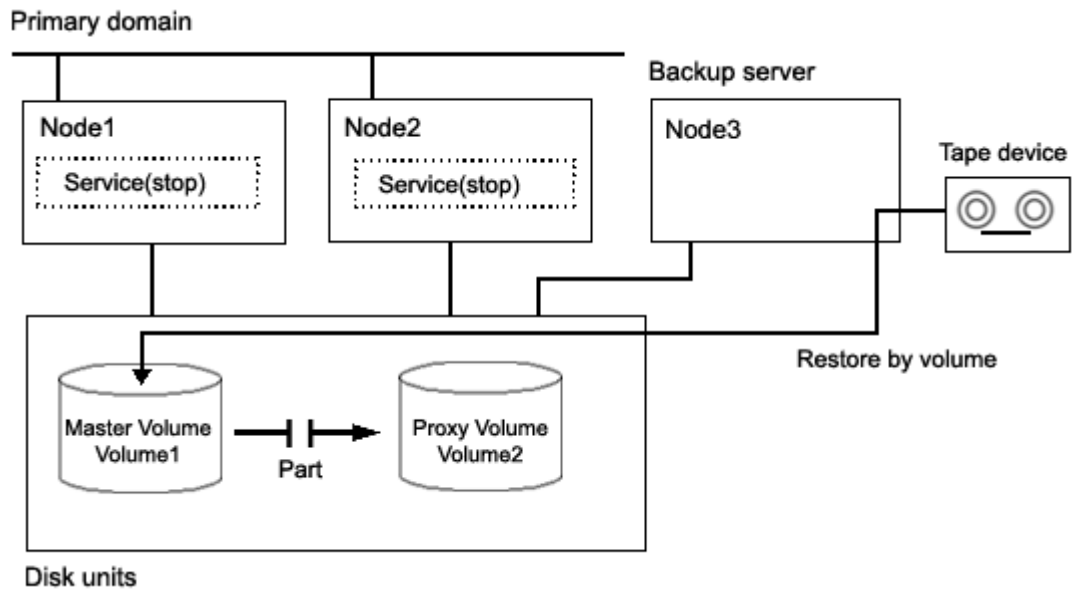 Primary domain
Backup server
Node1
Node2
Node3
Tape device
Service(stop)
Service(stop)
Restore by volume
Master Volume
Volume1
Proxy Volume
Volume2
Part
Disk units